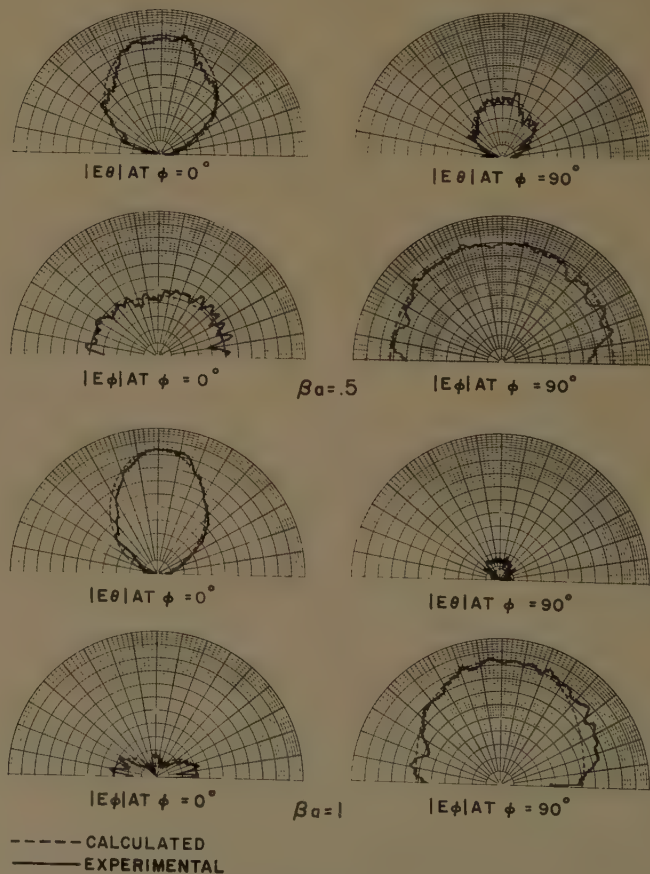 |Eθ| AT φ = 0°
|Eθ| AT φ = 90°
|Eφ| AT φ = 0°
|Eφ| AT φ = 90°
βa = .5
|Eθ| AT φ = 0°
|Eθ| AT φ = 90°
|Eφ| AT φ = 0°
|Eφ| AT φ = 90°
βa = 1
CALCULATED
EXPERIMENTAL